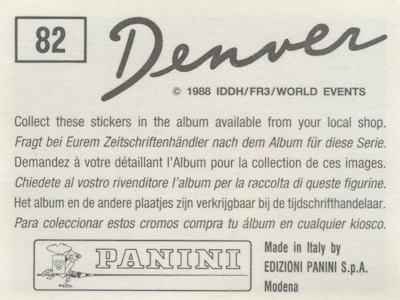 82
Denver
© 1988 IDDH/FR3/WORLD EVENTS
Collect these stickers in the album available from your local shop.
Fragt bei Eurem Zeitschriftenhändler nach dem Album für diese Serie.
Demandez à votre détaillant l'Album pour la collection de ces images.
Chiedete al vostro rivenditore l'album per la raccolta di queste figurine.
Het album en de andere plaatjes zijn verkrijgbaar bij de tijdschrifthandelaar.
Para coleccionar estos cromos compra tu álbum en cualquier kiosco.
PANINI
Made in Italy by
EDIZIONI PANINI S.p.A.
Modena